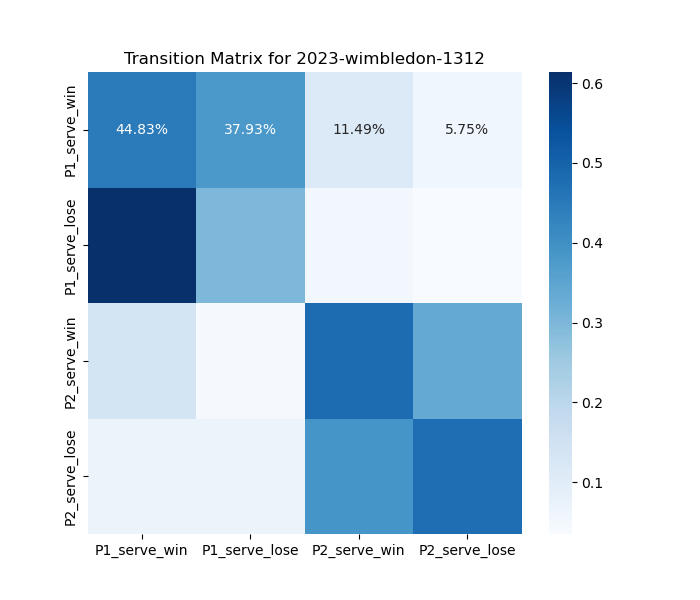 Transition Matrix for 2023-wimbledon-1312
P1_serve_win
44.83%
37.93%
11.49%
5.75%
P1_serve_lose
P2_serve_win
P2_serve_lose
P1_serve_win
P1_serve_lose
P2_serve_win
P2_serve_lose
0.6
0.5
0.4
0.3
0.2
0.1